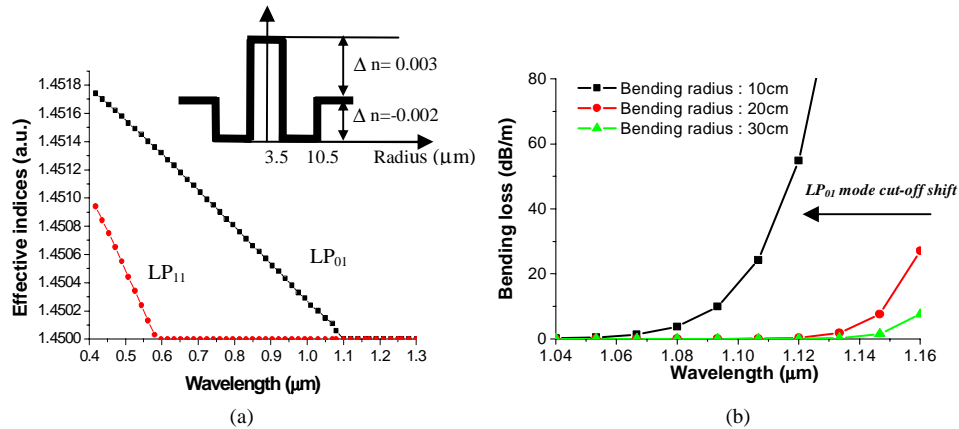 Δ n= 0.003
Δ n=-0.002
3.5
10.5
Radius (μm)
Effective indices (a.u.)
1.4518
1.4516
1.4514
1.4512
1.4510
1.4508
1.4506
1.4504
1.4502
1.4500
LP11
LP01
0.4 0.5 0.6 0.7 0.8 0.9 1.0 1.1 1.2 1.3
Wavelength (μm)
(a)
Bending loss (dB/m)
80
60
40
20
0
Bending radius : 10cm
Bending radius : 20cm
Bending radius : 30cm
LP01 mode cut-off shift
1.04 1.06 1.08 1.10 1.12 1.14 1.16
Wavelength (μm)
(b)